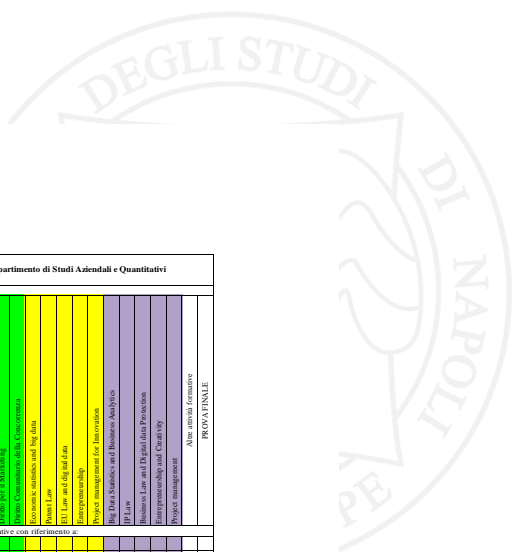 DEGLI STUDI DI NAPOLI
partimento di Studi Aziendali e Quantitativi
Diritto per il Marketing
Diritto Comunitario della Concorrenza
Economic statistics and big data
Patent Law
EU Law and digital data
Entrepreneurship
Project management for Innovation
Big Data Statistics and Business Analytics
IP Law
Business Law and Digital data Protection
Entrepreneurship and Creativity
Project management
Altre attività formative
PROVA FINALE
tive con riferimento a:
PE